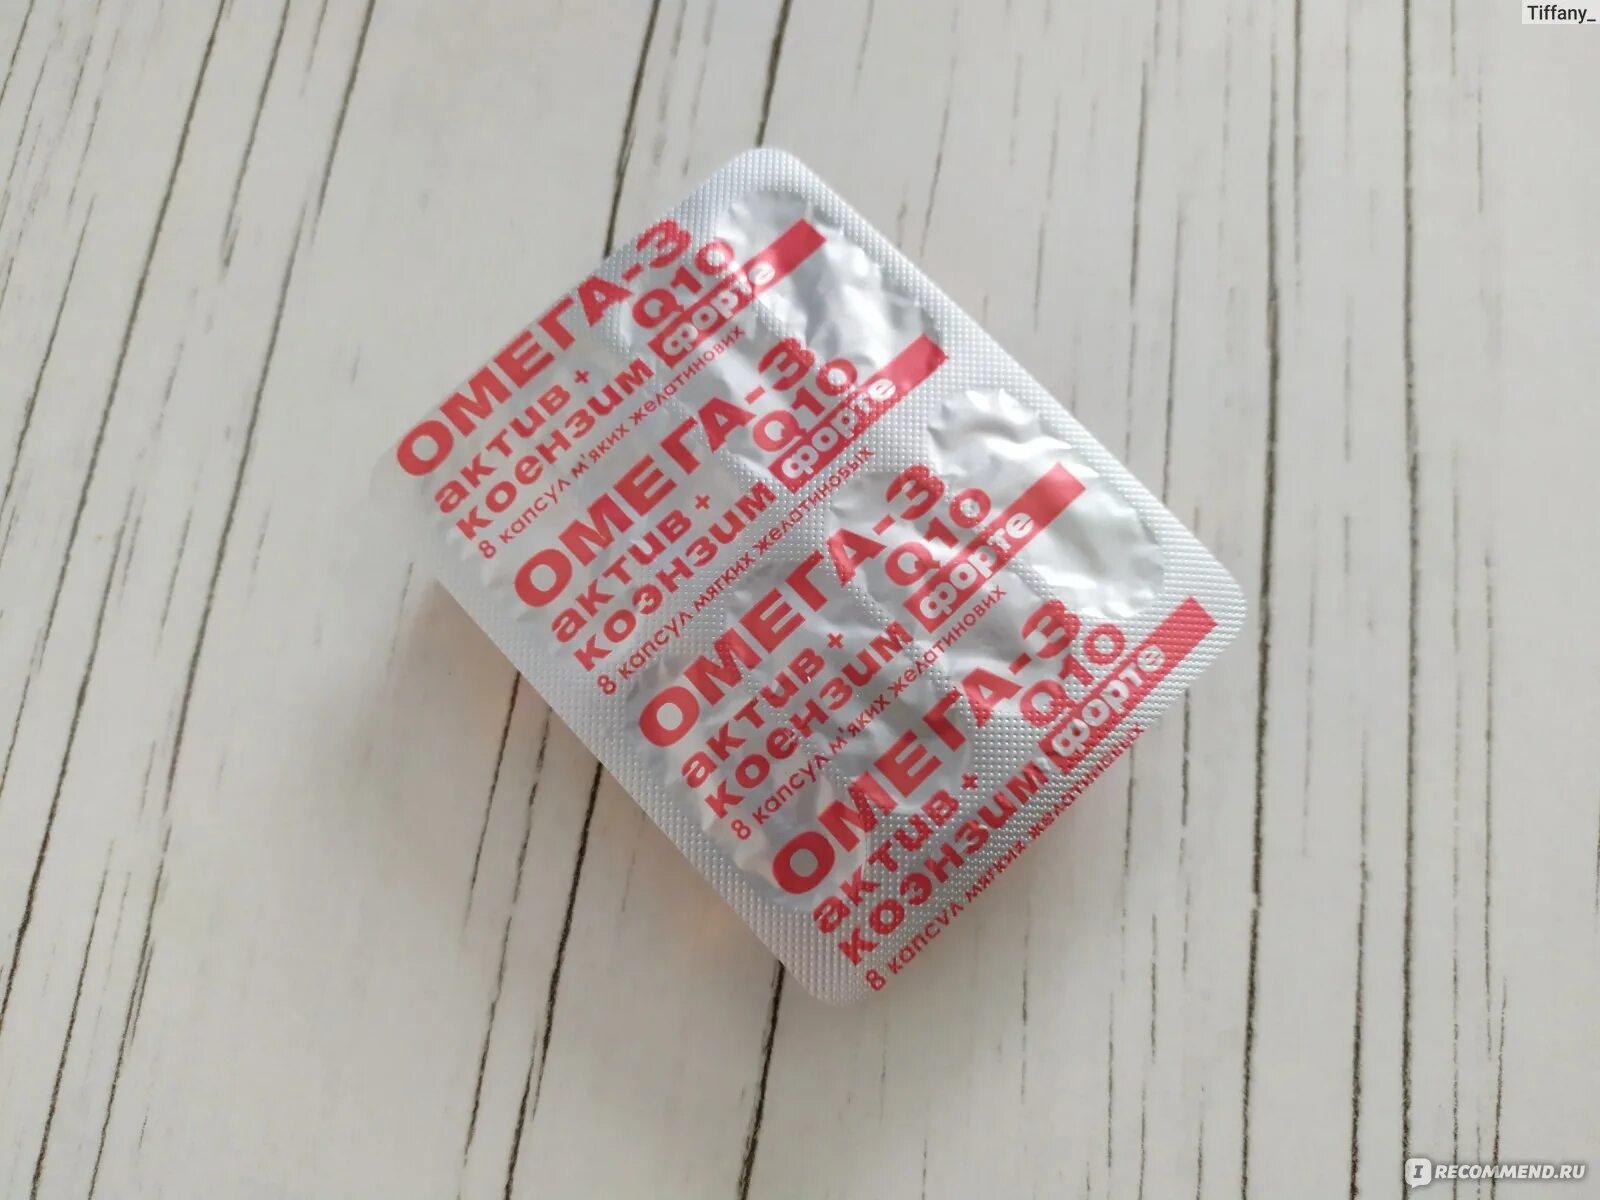 Tiffany_
ОМЕГА-3
актив + Q10
коензим форте
8 капсул м'яких желатинових
ОМЕГА-3
актив + Q10
коэнзим форте
8 капсул мягких желатиновых
ОМЕГА-3
актив + Q10
коензим форте
8 капсул м'яких желатинових
ОМЕГА-3
актив + Q10
коэнзим форте
8 капсул мягких желатиновых
IRECOMMEND.RU